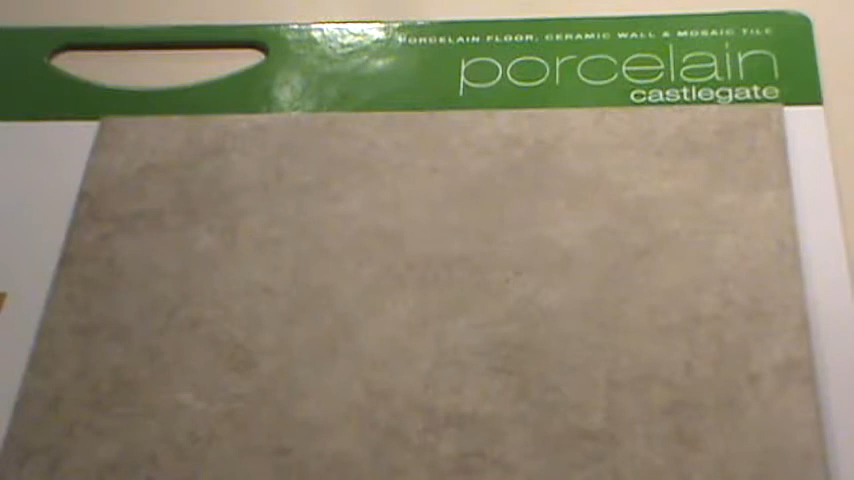 PORCELAIN FLOOR, CERAMIC WALL & MOSAIC TILE
porcelain
castlegate